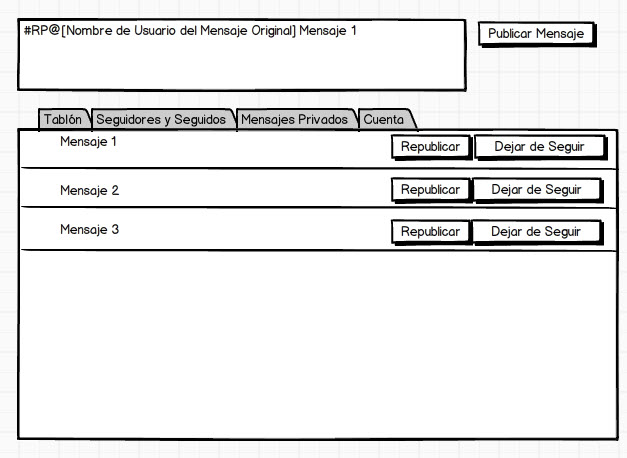 #RP@[Nombre de Usuario del Mensaje Original] Mensaje 1
Publicar Mensaje
Tablón Seguidores y Seguidos Mensajes Privados Cuenta
Mensaje 1 Republicar Dejar de Seguir
Mensaje 2 Republicar Dejar de Seguir
Mensaje 3 Republicar Dejar de Seguir